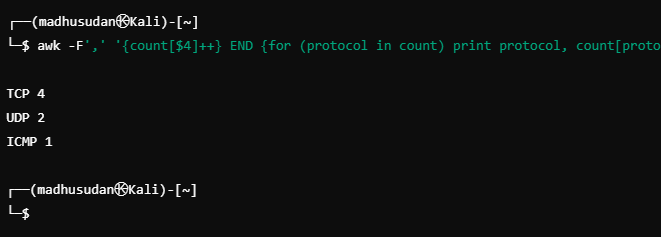 ┌──(madhusudan㉿Kali)-[~]
└─$ awk -F',' '{count[$4]++} END {for (protocol in count) print protocol, count[proto
TCP 4
UDP 2
ICMP 1
┌──(madhusudan㉿Kali)-[~]
└─$